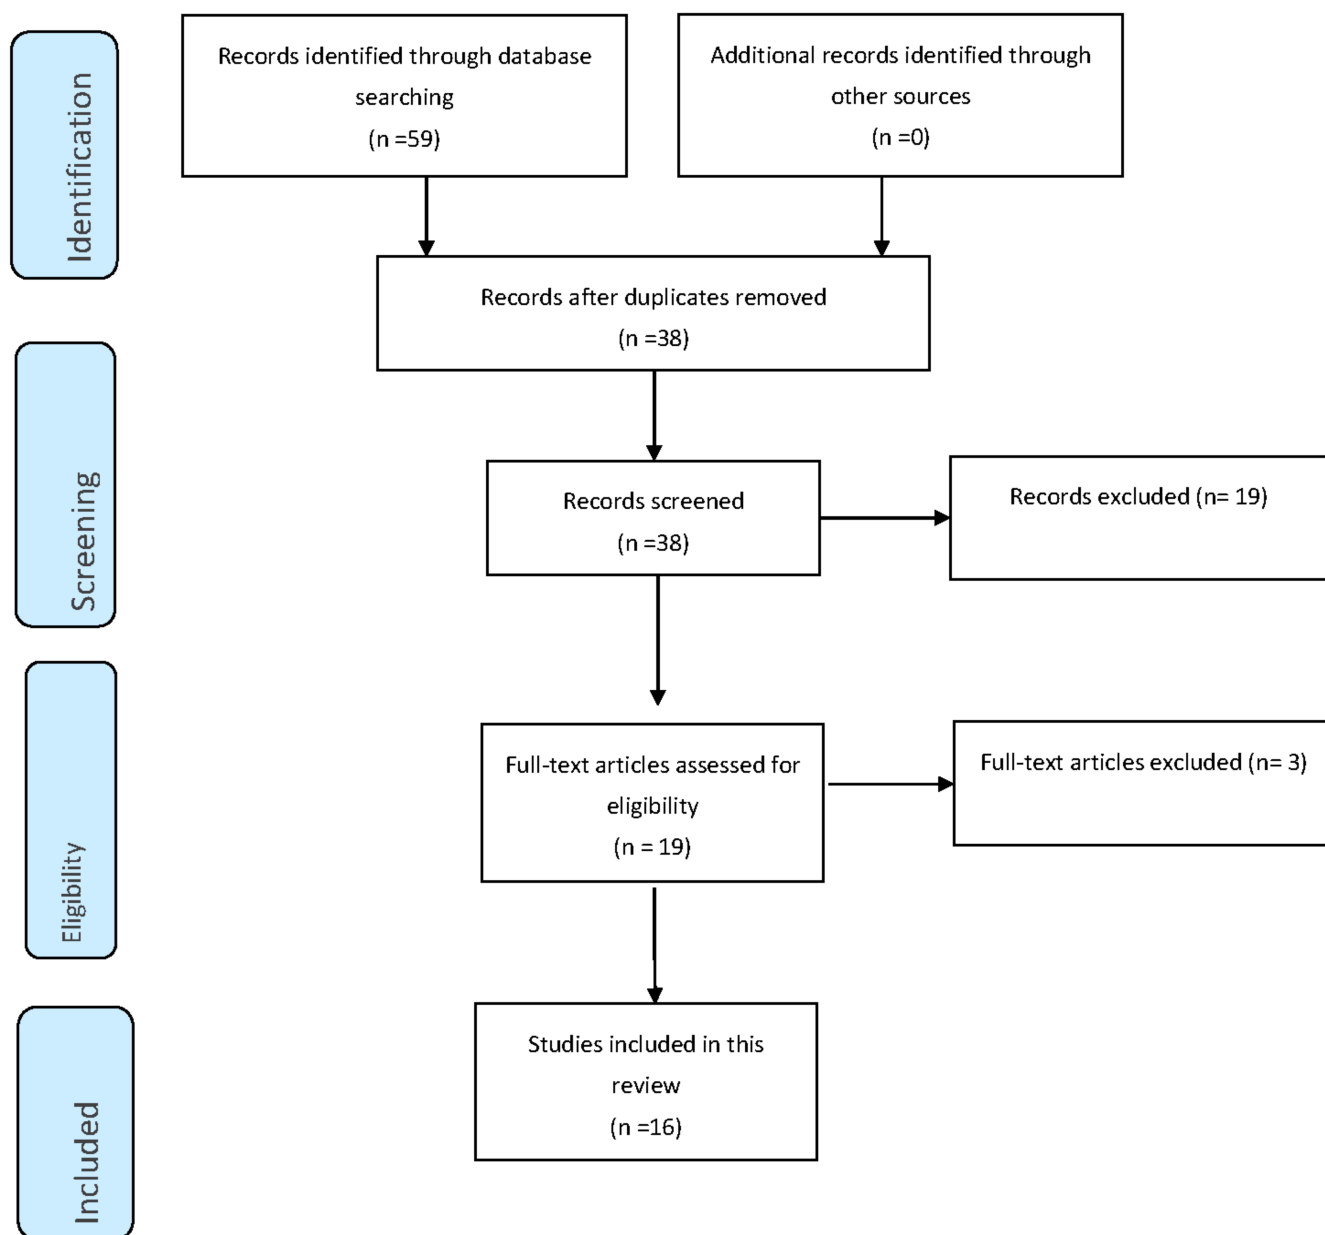 Identification
Records identified through database
searching
(n =59)
Additional records identified through
other sources
(n =0)
Records after duplicates removed
(n =38)
Screening
Records screened
(n =38)
Records excluded (n= 19)
Eligibility
Full-text articles assessed for
eligibility
(n = 19)
Full-text articles excluded (n= 3)
Included
Studies included in this
review
(n =16)